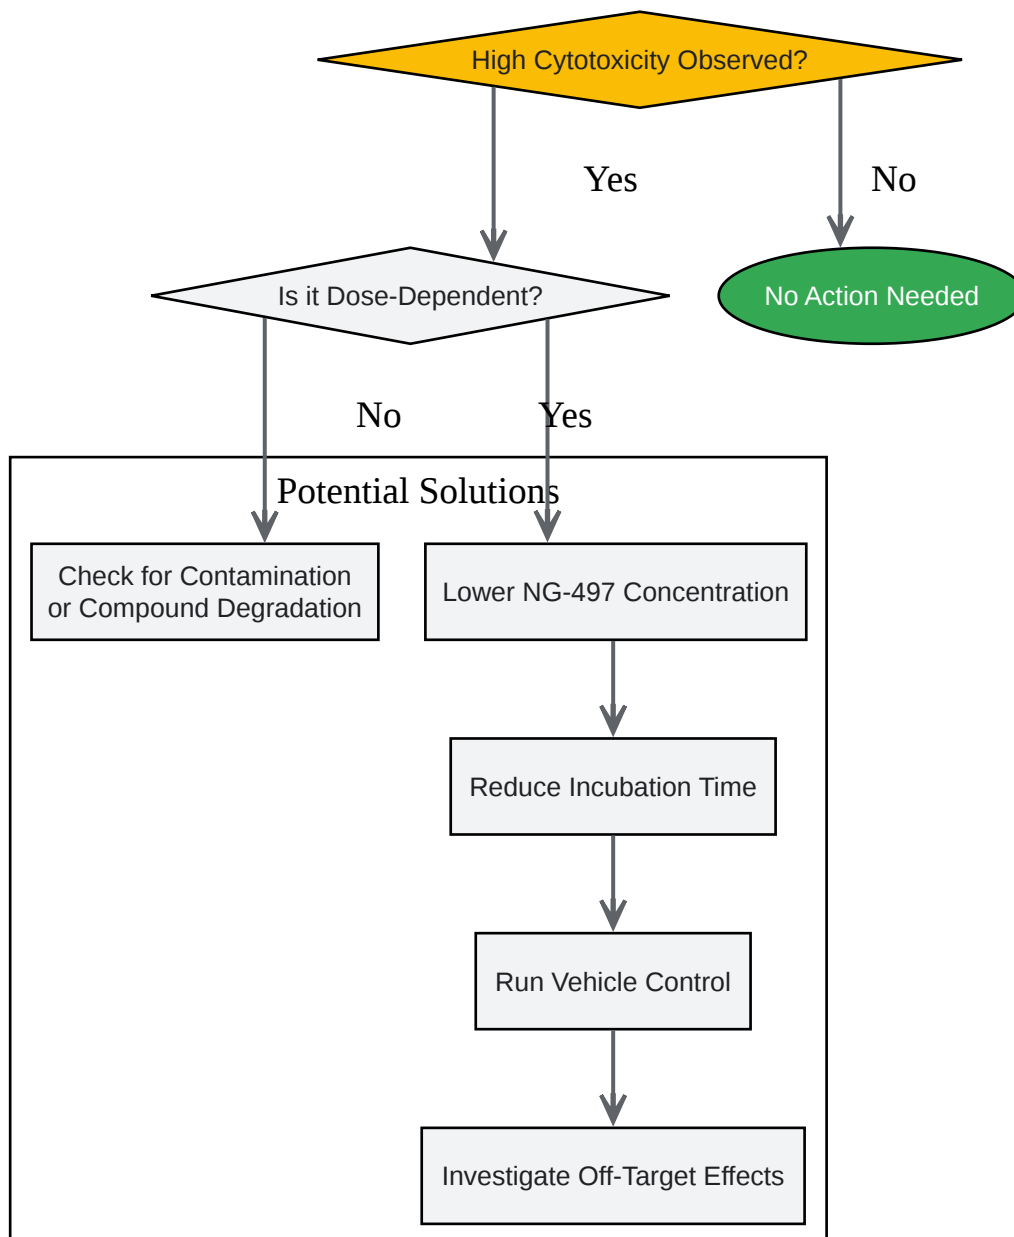 High Cytotoxicity Observed?
Yes
No
Is it Dose-Dependent?
No Action Needed
No
Yes
Potential Solutions
Check for Contamination
or Compound Degradation
Lower NG-497 Concentration
Reduce Incubation Time
Run Vehicle Control
Investigate Off-Target Effects